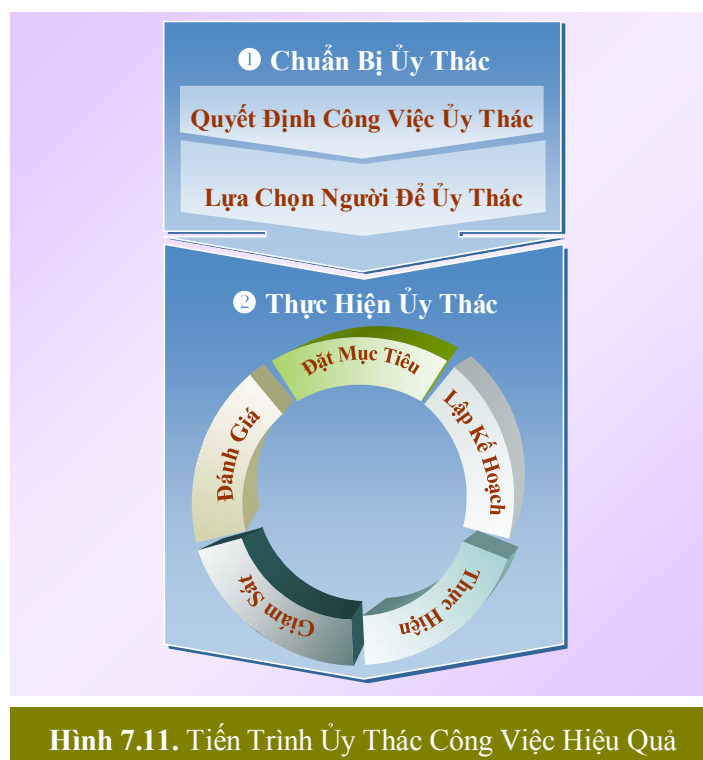 ❶ Chuẩn Bị Ủy Thác
Quyết Định Công Việc Ủy Thác
Lựa Chọn Người Để Ủy Thác
❷ Thực Hiện Ủy Thác
Đặt Mục Tiêu
Lập Kế Hoạch
Thực Hiện
Giám Sát
Đánh Giá
Hình 7.11. Tiến Trình Ủy Thác Công Việc Hiệu Quả